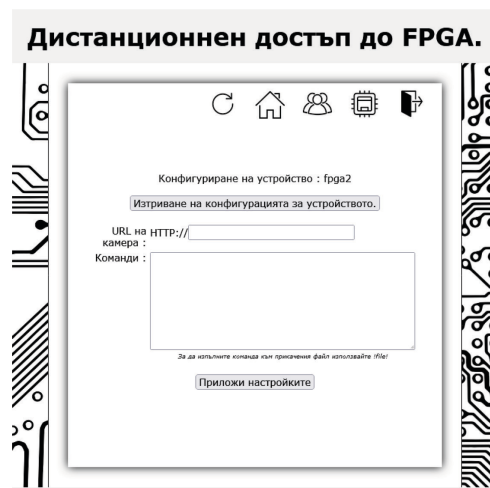 Дистанционнен достъп до FPGA.
Конфигуриране на устройство : fpga2
Изтриване на конфигурацията за устройството.
URL на камера : HTTP://
Команди :
За да изпълните команда към прикачения файл използвайте !file!
Приложи настройките